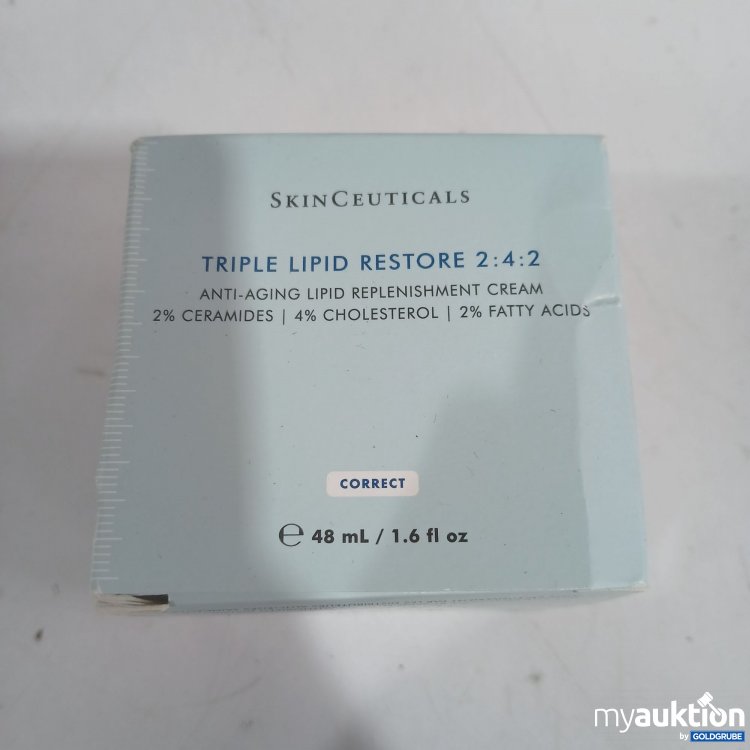 SKINCEUTICALS
TRIPLE LIPID RESTORE 2:4:2
ANTI-AGING LIPID REPLENISHMENT CREAM
2% CERAMIDES | 4% CHOLESTEROL | 2% FATTY ACIDS
CORRECT
℮ 48 mL / 1.6 fl oz
myauktion
by GOLDGRUBE